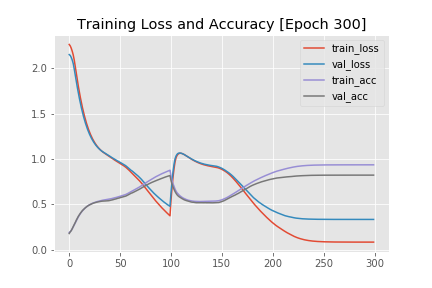 Training Loss and Accuracy [Epoch 300]
train_loss
val_loss
train_acc
val_acc
2.0
1.5
1.0
0.5
0.0
0 50 100 150 200 250 300